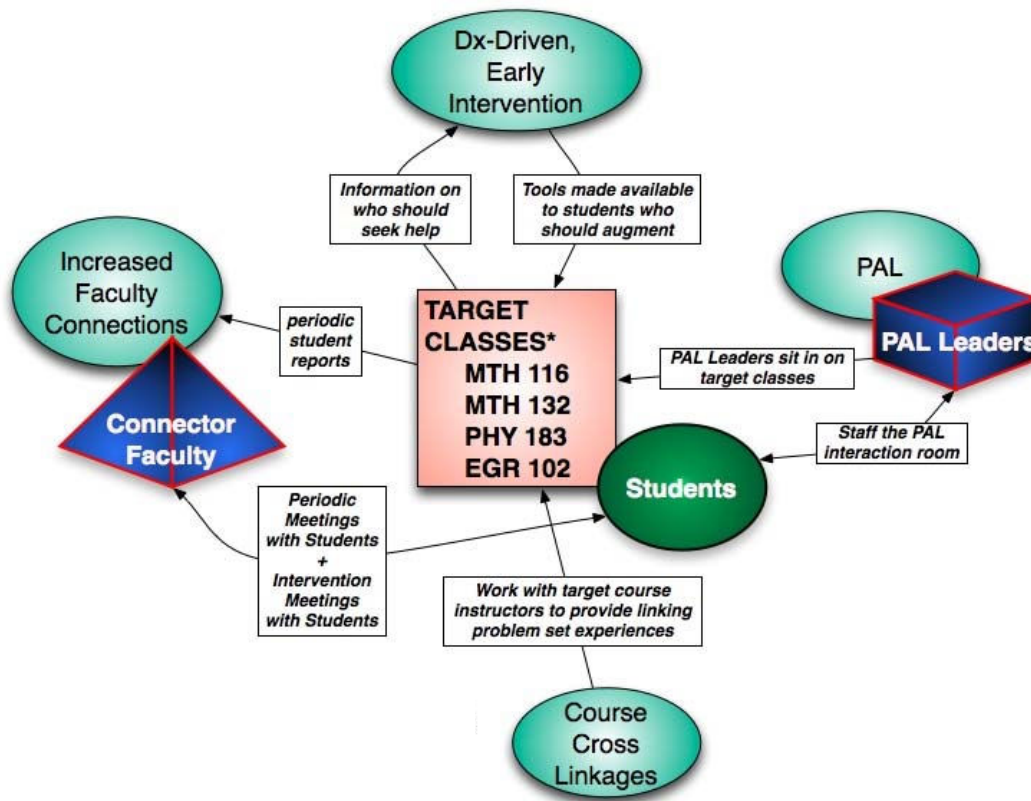 Dx-Driven,
Early
Intervention
Information on
who should
seek help
Tools made available
to students who
should augment
Increased
Faculty
Connections
PAL
PAL Leaders
periodic
student
reports
TARGET
CLASSES*
MTH 116
MTH 132
PHY 183
EGR 102
PAL Leaders sit in on
target classes
Connector
Faculty
Staff the PAL
interaction room
Students
Periodic
Meetings
with Students
+
Intervention
Meetings
with Students
Work with target course
instructors to provide linking
problem set experiences
Course
Cross
Linkages